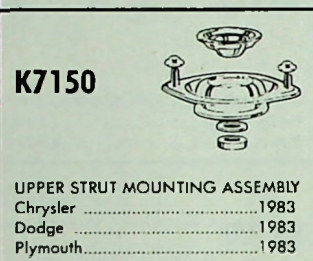 K7150
UPPER STRUT MOUNTING ASSEMBLY
Chrysler ........................................1983
Dodge ..........................................1983
Plymouth......................................1983